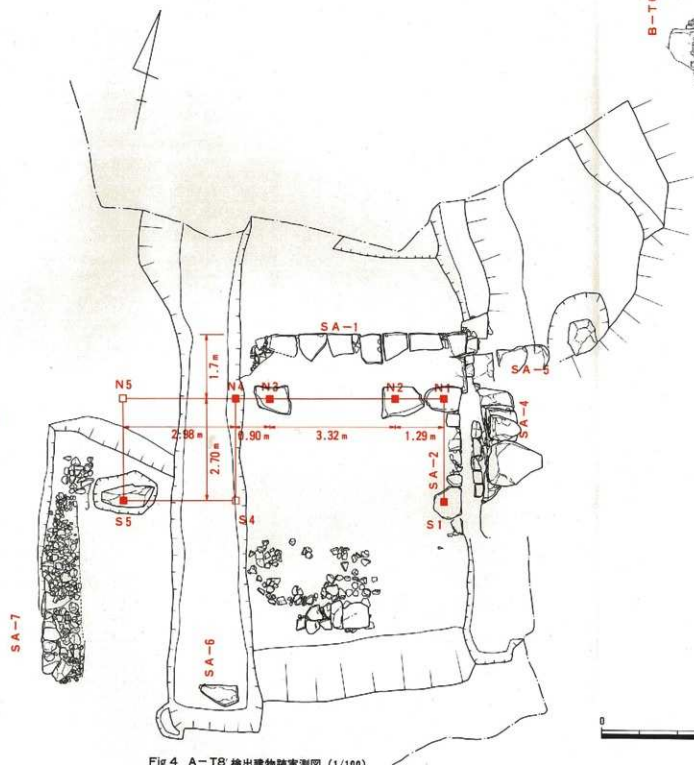 B-T
SA-1
1.7m
SA-5
N5
N4
N3
N2
N1
SA-4
2.98m
0.90m
3.32m
1.29m
2.70m
SA-2
S5
S4
S1
SA-7
SA-6
0
Fig 4 A-T8' 検出建物跡実測図 (1/100)